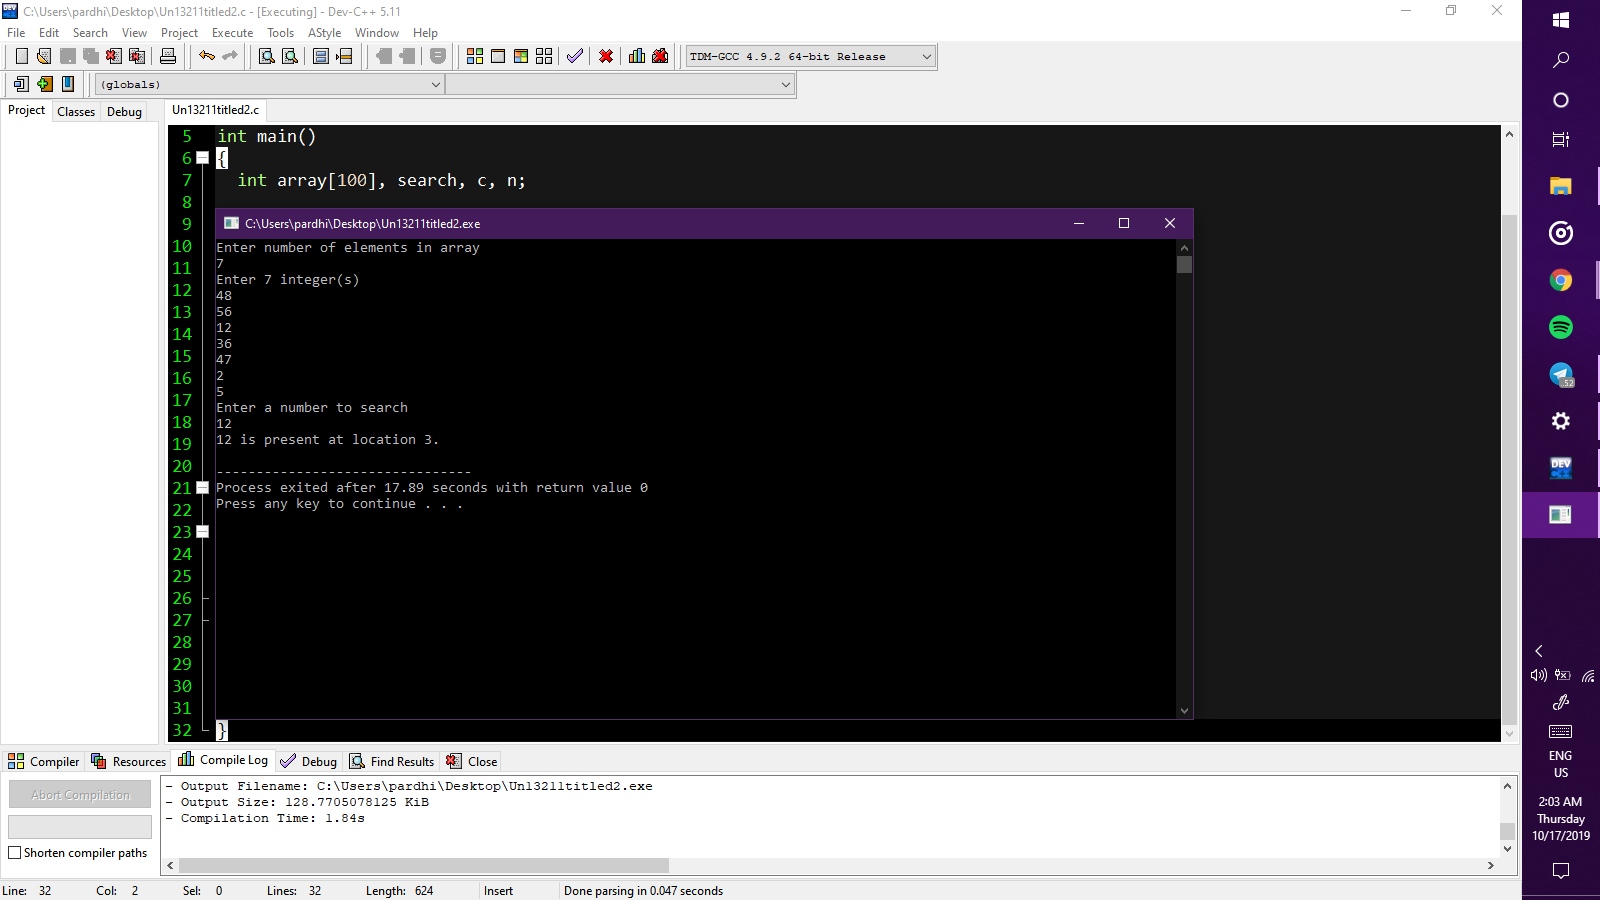 C:\Users\pardhi\Desktop\Un13211titled2.c - [Executing] - Dev-C++ 5.11
File Edit Search View Project Execute Tools AStyle Window Help
TDM-GCC 4.9.2 64-bit Release
(globals)
Project Classes Debug
Un13211titled2.c
5 int main()
6 {
7 int array[100], search, c, n;
8
9
10
11
12
13
14
15
16
17
18
19
20
21
22
23
24
25
26
27
28
29
30
31
32 }
C:\Users\pardhi\Desktop\Un13211titled2.exe
Enter number of elements in array
7
Enter 7 integer(s)
48
56
12
36
47
2
5
Enter a number to search
12
12 is present at location 3.
--------------------------------
Process exited after 17.89 seconds with return value 0
Press any key to continue . . .
Compiler Resources Compile Log Debug Find Results Close
Abort Compilation
Shorten compiler paths
- Output Filename: C:\Users\pardhi\Desktop\Un13211titled2.exe
- Output Size: 128.7705078125 KiB
- Compilation Time: 1.84s
Line: 32 Col: 2 Sel: 0 Lines: 32 Length: 624 Insert Done parsing in 0.047 seconds
52
DEV
C++
ENG
US
2:03 AM
Thursday
10/17/2019